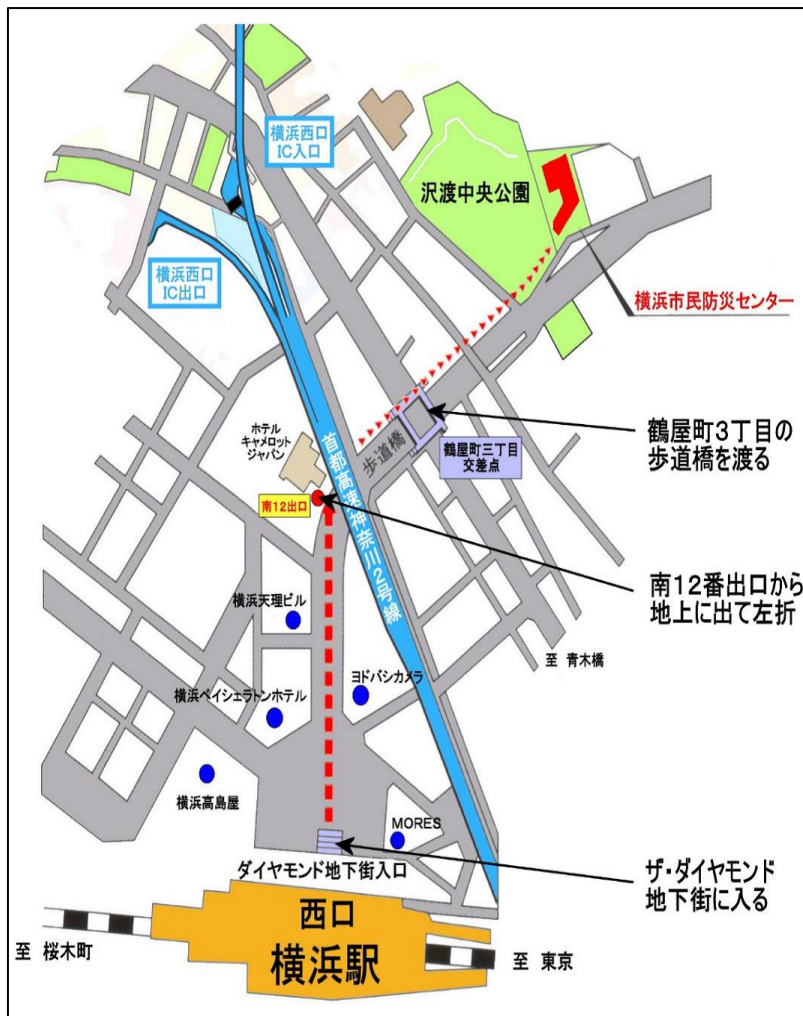 横浜西口
IC入口
沢渡中央公園
横浜西口
IC出口
横浜市民防災センター
ホテル
キャメロット
ジャパン
首都高速神奈川2号線
歩道橋
鶴屋町三丁目
交差点
鶴屋町3丁目の
歩道橋を渡る
南12出口
横浜天理ビル
南12番出口から
地上に出て左折
至 青木橋
ヨドバシカメラ
横浜ベイシェラトンホテル
横浜高島屋
MORES
ダイヤモンド地下街入口
ザ・ダイヤモンド
地下街に入る
西口
横浜駅
至 桜木町
至 東京